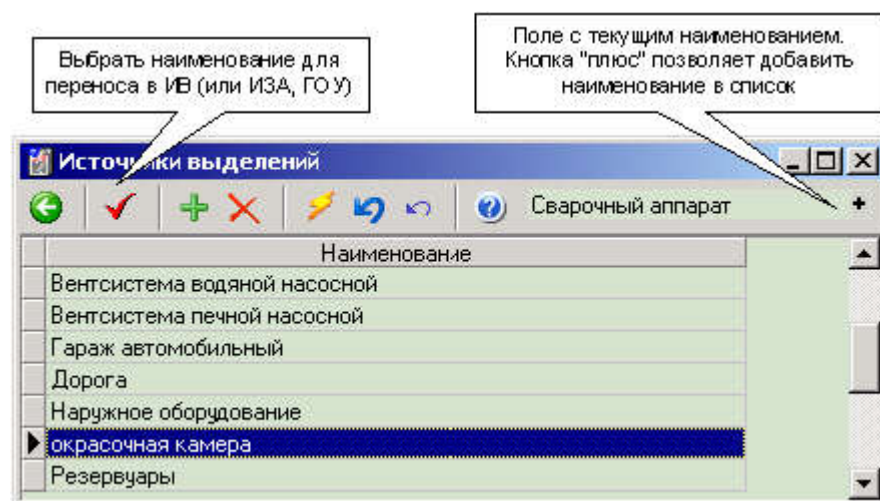 Выбрать наименование для
переноса в ИВ (или ИЗА, ГОУ)
Поле с текущим наименованием.
Кнопка "плюс" позволяет добавить
наименование в список
Источники выделений
Сварочный аппарат
Наименование
Вентсистема водяной насосной
Вентсистема печной насосной
Гараж автомобильный
Дорога
Наружное оборудование
окрасочная камера
Резервуары